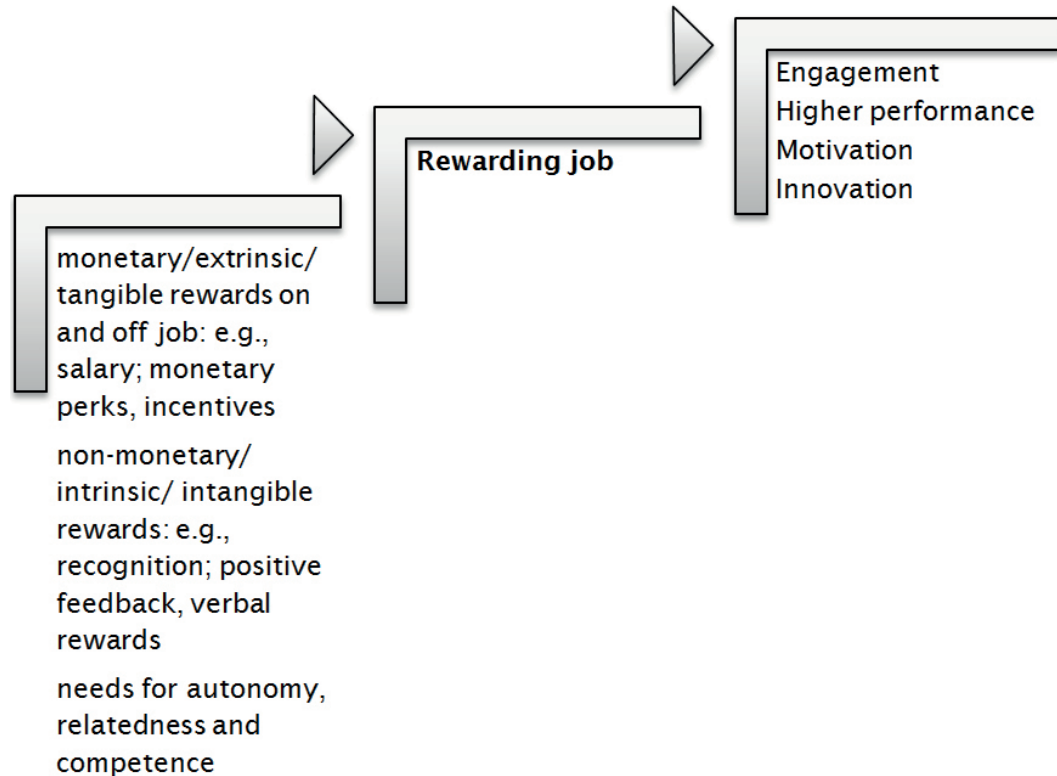 monetary/extrinsic/
tangible rewards on
and off job: e.g.,
salary; monetary
perks, incentives
non-monetary/
intrinsic/ intangible
rewards: e.g.,
recognition; positive
feedback, verbal
rewards
needs for autonomy,
relatedness and
competence
Rewarding job
Engagement
Higher performance
Motivation
Innovation